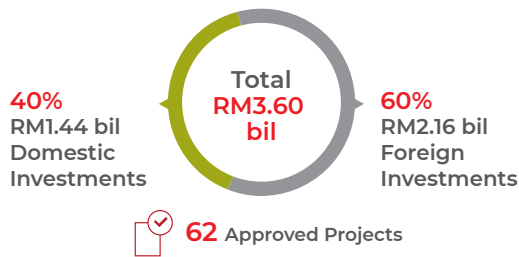 Total
RM3.60
bil
40%
RM1.44 bil
Domestic
Investments
60%
RM2.16 bil
Foreign
Investments
62 Approved Projects